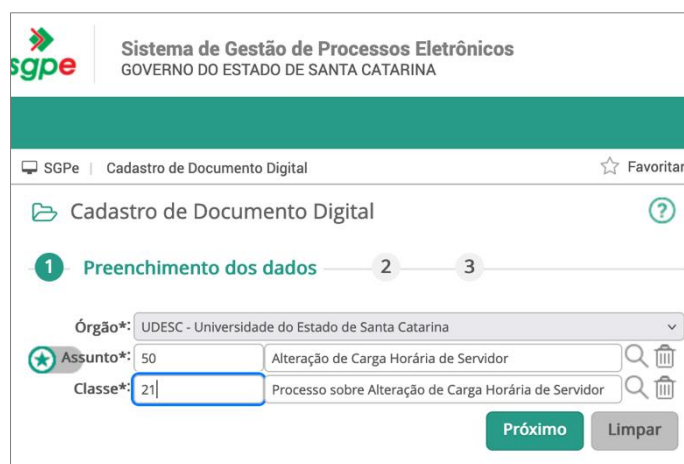 sgpe
Sistema de Gestão de Processos Eletrônicos
GOVERNO DO ESTADO DE SANTA CATARINA
SGPe | Cadastro de Documento Digital Favoritar
Cadastro de Documento Digital ?
1 Preenchimento dos dados 2 3
Órgão*: UDESC - Universidade do Estado de Santa Catarina
Assunto*: 50 Alteração de Carga Horária de Servidor
Classe*: 21 Processo sobre Alteração de Carga Horária de Servidor
Próximo Limpar